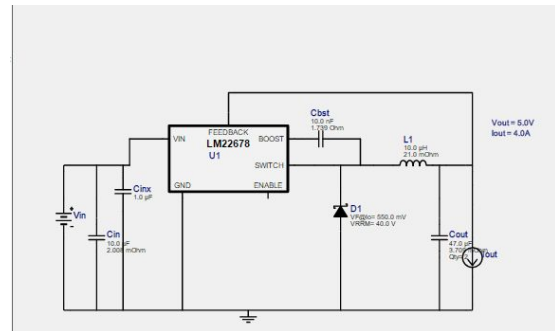 Cbst
10.0 nF
1.739 Ohm
Vout = 5.0V
Iout = 4.0A
FEEDBACK
VIN
LM22678
BOOST
U1
SWITCH
GND
ENABLE
L1
10.0 µH
21.0 mOhm
Cinx
1.0 µF
Vin
Cin
10.0 µF
2.008 mOhm
D1
VF@Io= 550.0 mV
VRRM= 40.0 V
Cout
47.0 µF
Iout